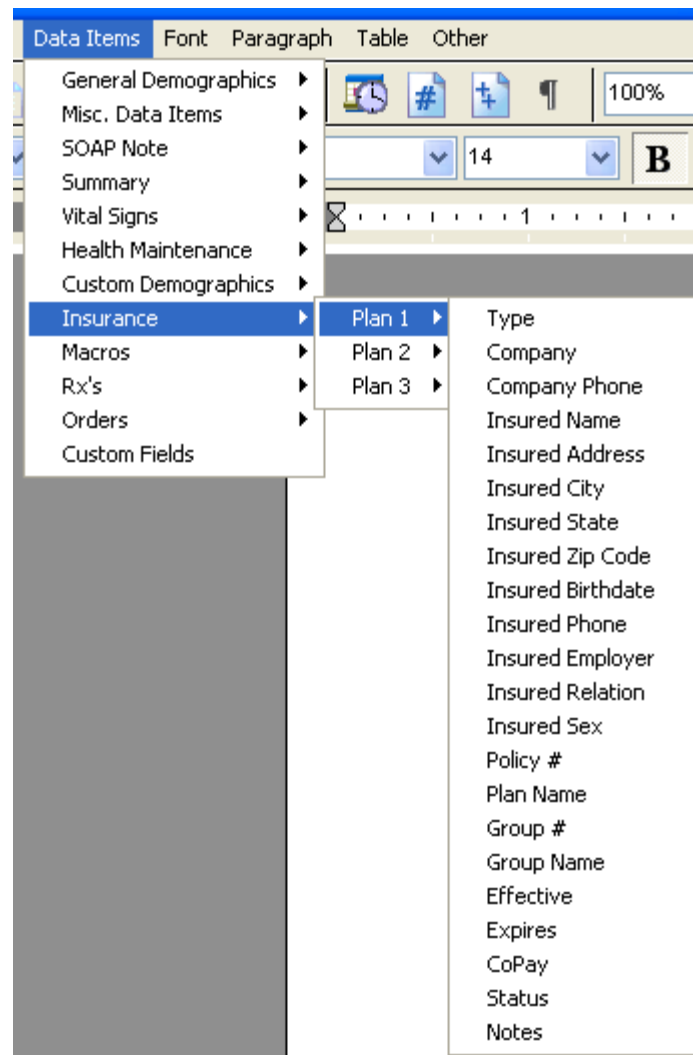 Data Items Font Paragraph Table Other
General Demographics
Misc. Data Items
SOAP Note
Summary
Vital Signs
Health Maintenance
Custom Demographics
Insurance
Macros
Rx's
Orders
Custom Fields
# ¶ 100%
14 B
1
Plan 1
Plan 2
Plan 3
Type
Company
Company Phone
Insured Name
Insured Address
Insured City
Insured State
Insured Zip Code
Insured Birthdate
Insured Phone
Insured Employer
Insured Relation
Insured Sex
Policy #
Plan Name
Group #
Group Name
Effective
Expires
CoPay
Status
Notes